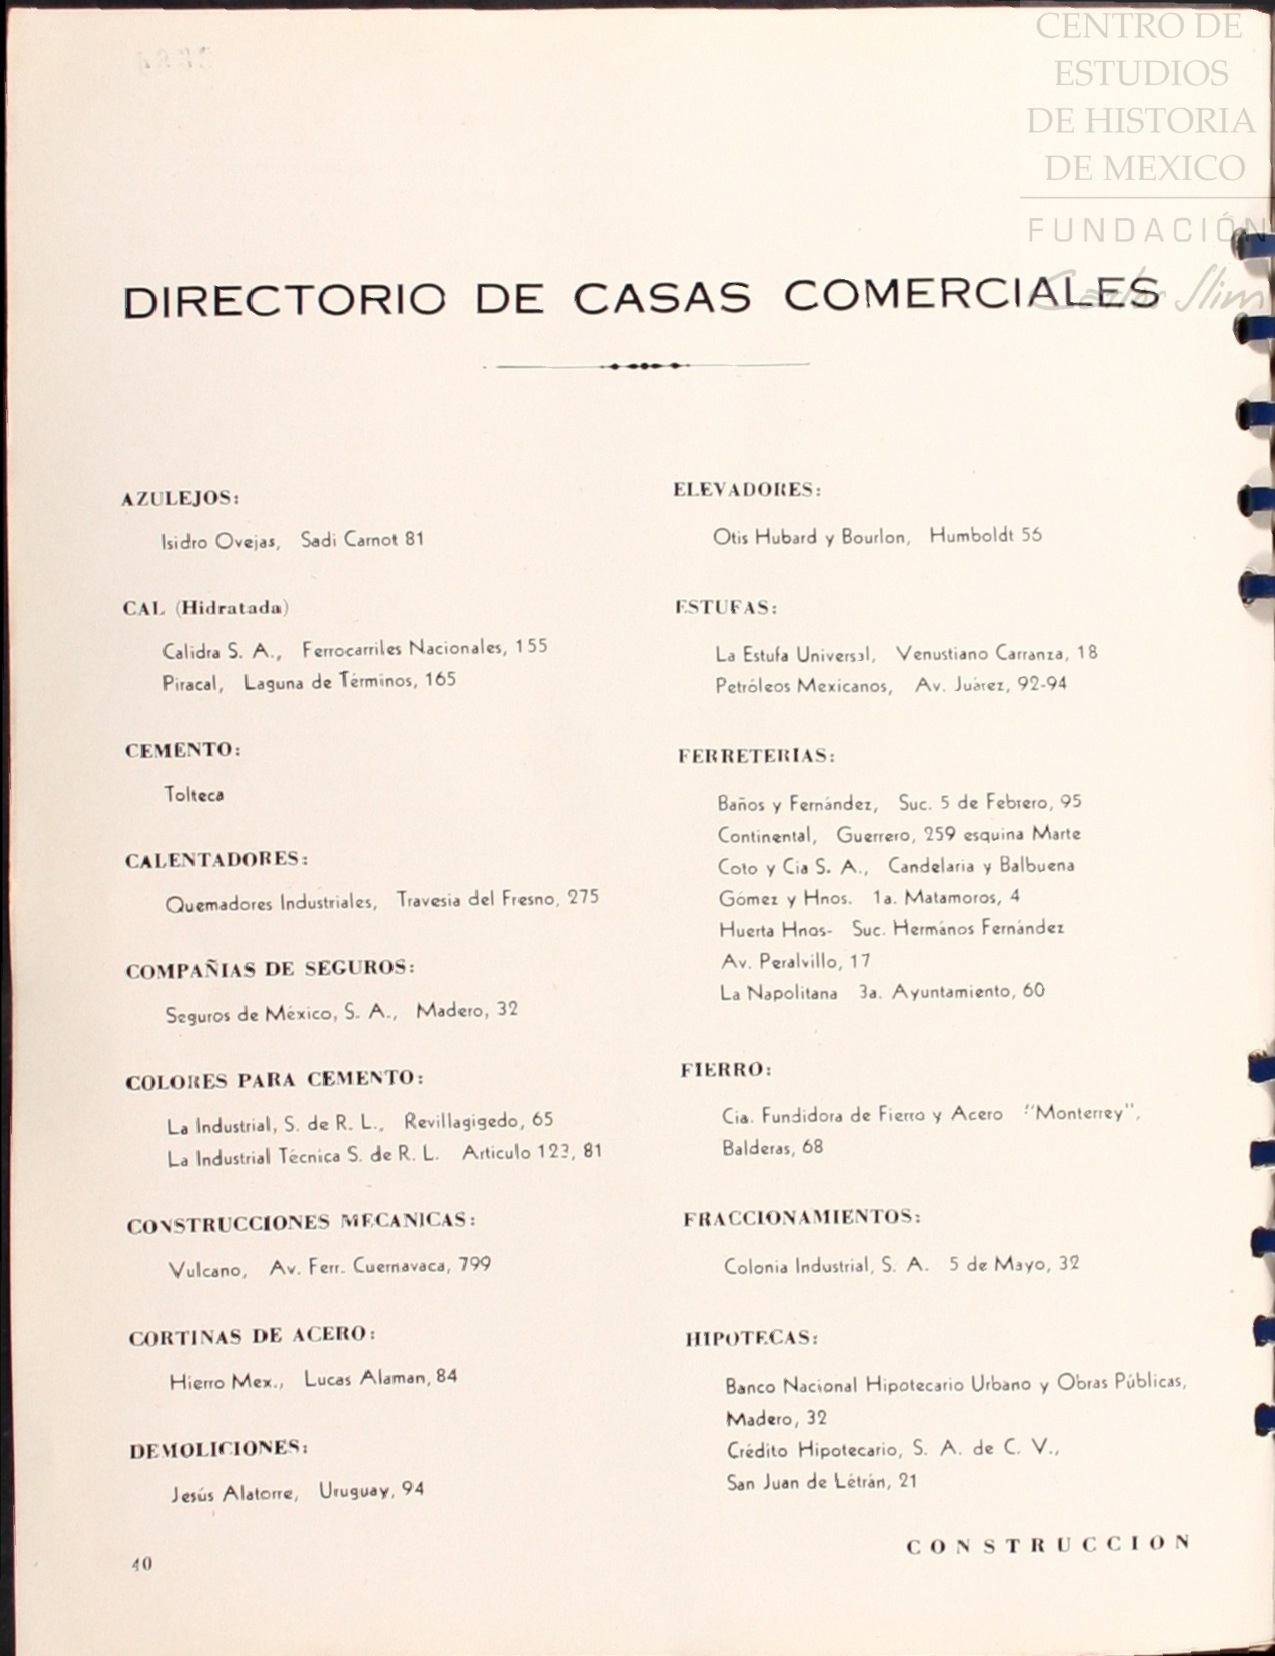 CENTRO DE
ESTUDIOS
DE HISTORIA
DE MEXICO
FUNDACIÓN
Carlos Slim
DIRECTORIO DE CASAS COMERCIALES
AZULEJOS:
Isidro Ovejas, Sadi Carnot 81
CAL (Hidratada)
Calidra S. A., Ferrocarriles Nacionales, 155
Piracal, Laguna de Términos, 165
CEMENTO:
Tolteca
CALENTADORES:
Quemadores Industriales, Travesia del Fresno, 275
COMPAÑIAS DE SEGUROS:
Seguros de México, S. A., Madero, 32
COLORES PARA CEMENTO:
La Industrial, S. de R. L., Revillagigedo, 65
La Industrial Técnica S. de R. L. Articulo 123, 81
CONSTRUCCIONES MECANICAS:
Vulcano, Av. Ferr. Cuernavaca, 799
CORTINAS DE ACERO:
Hierro Mex., Lucas Alaman, 84
DEMOLICIONES:
Jesús Alatorre, Uruguay, 94
ELEVADORES:
Otis Hubard y Bourlon, Humboldt 56
ESTUFAS:
La Estufa Universal, Venustiano Carranza, 18
Petróleos Mexicanos, Av. Juárez, 92-94
FERRETERIAS:
Baños y Fernández, Suc. 5 de Febrero, 95
Continental, Guerrero, 259 esquina Marte
Coto y Cia S. A., Candelaria y Balbuena
Gómez y Hnos. 1a. Matamoros, 4
Huerta Hnos- Suc. Hermános Fernández
Av. Peralvillo, 17
La Napolitana 3a. Ayuntamiento, 60
FIERRO:
Cia. Fundidora de Fierro y Acero "Monterrey",
Balderas, 68
FRACCIONAMIENTOS:
Colonia Industrial, S. A. 5 de Mayo, 32
HIPOTECAS:
Banco Nacional Hipotecario Urbano y Obras Públicas,
Madero, 32
Crédito Hipotecario, S. A. de C. V.,
San Juan de Létrán, 21
40
CONSTRUCCION